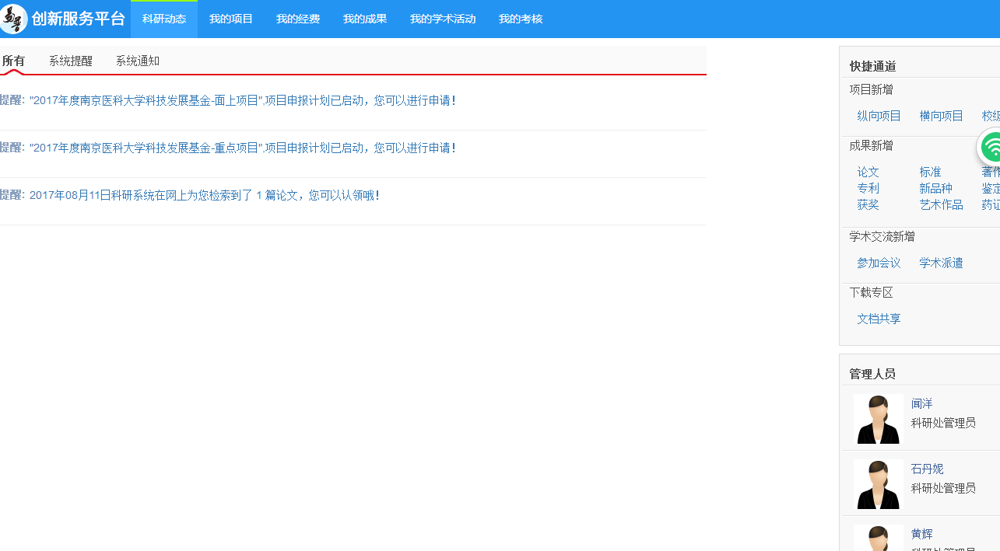 易普 创新服务平台 科研动态 我的项目 我的经费 我的成果 我的学术活动 我的考核
所有 系统提醒 系统通知
提醒: "2017年度南京医科大学科技发展基金-面上项目",项目申报计划已启动，您可以进行申请！
提醒: "2017年度南京医科大学科技发展基金-重点项目",项目申报计划已启动，您可以进行申请！
提醒: 2017年08月11日科研系统在网上为您检索到了 1 篇论文，您可以认领哦！
快捷通道
项目新增
纵向项目 横向项目 校级
成果新增
论文 标准 著作
专利 新品种 鉴定
获奖 艺术作品 药证
学术交流新增
参加会议 学术派遣
下载专区
文档共享
管理人员
闻洋
科研处管理员
石丹妮
科研处管理员
黄辉
科研处管理员